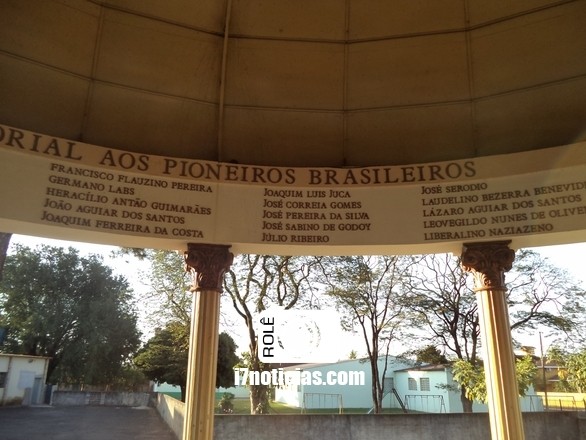 ORIAL AOS PIONEIROS BRASILEIROS
FRANCISCO FLAUZINO PEREIRA
GERMANO LABS
HERACÍLIO ANTÃO GUIMARÃES
JOÃO AGUIAR DOS SANTOS
JOAQUIM FERREIRA DA COSTA
JOAQUIM LUIS JUCA
JOSÉ CORREIA GOMES
JOSÉ PEREIRA DA SILVA
JOSÉ SABINO DE GODOY
JÚLIO RIBEIRO
JOSÉ SERODIO
LAUDELINO BEZERRA BENEVID
LÁZARO AGUIAR DOS SANTOS
LEOVEGILDO NUNES DE OLIVE
LIBERALINO NAZIAZENO
ROLÊ
i7noticias.com